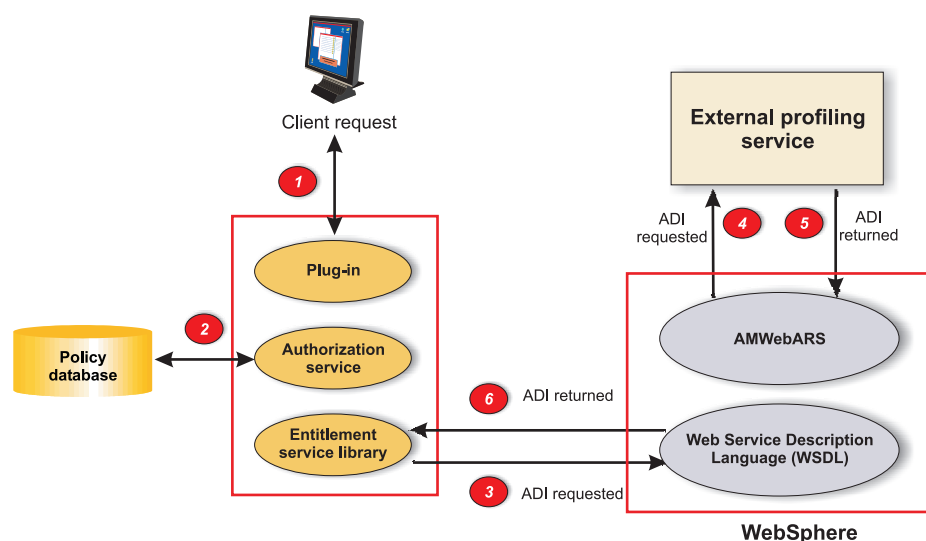 Client request
1
Plug-in
2
Policy
database
Authorization
service
Entitlement
service library
External profiling
service
ADI
requested
4
5
ADI
returned
AMWebARS
6
ADI returned
Web Service Description
Language (WSDL)
3
ADI requested
WebSphere